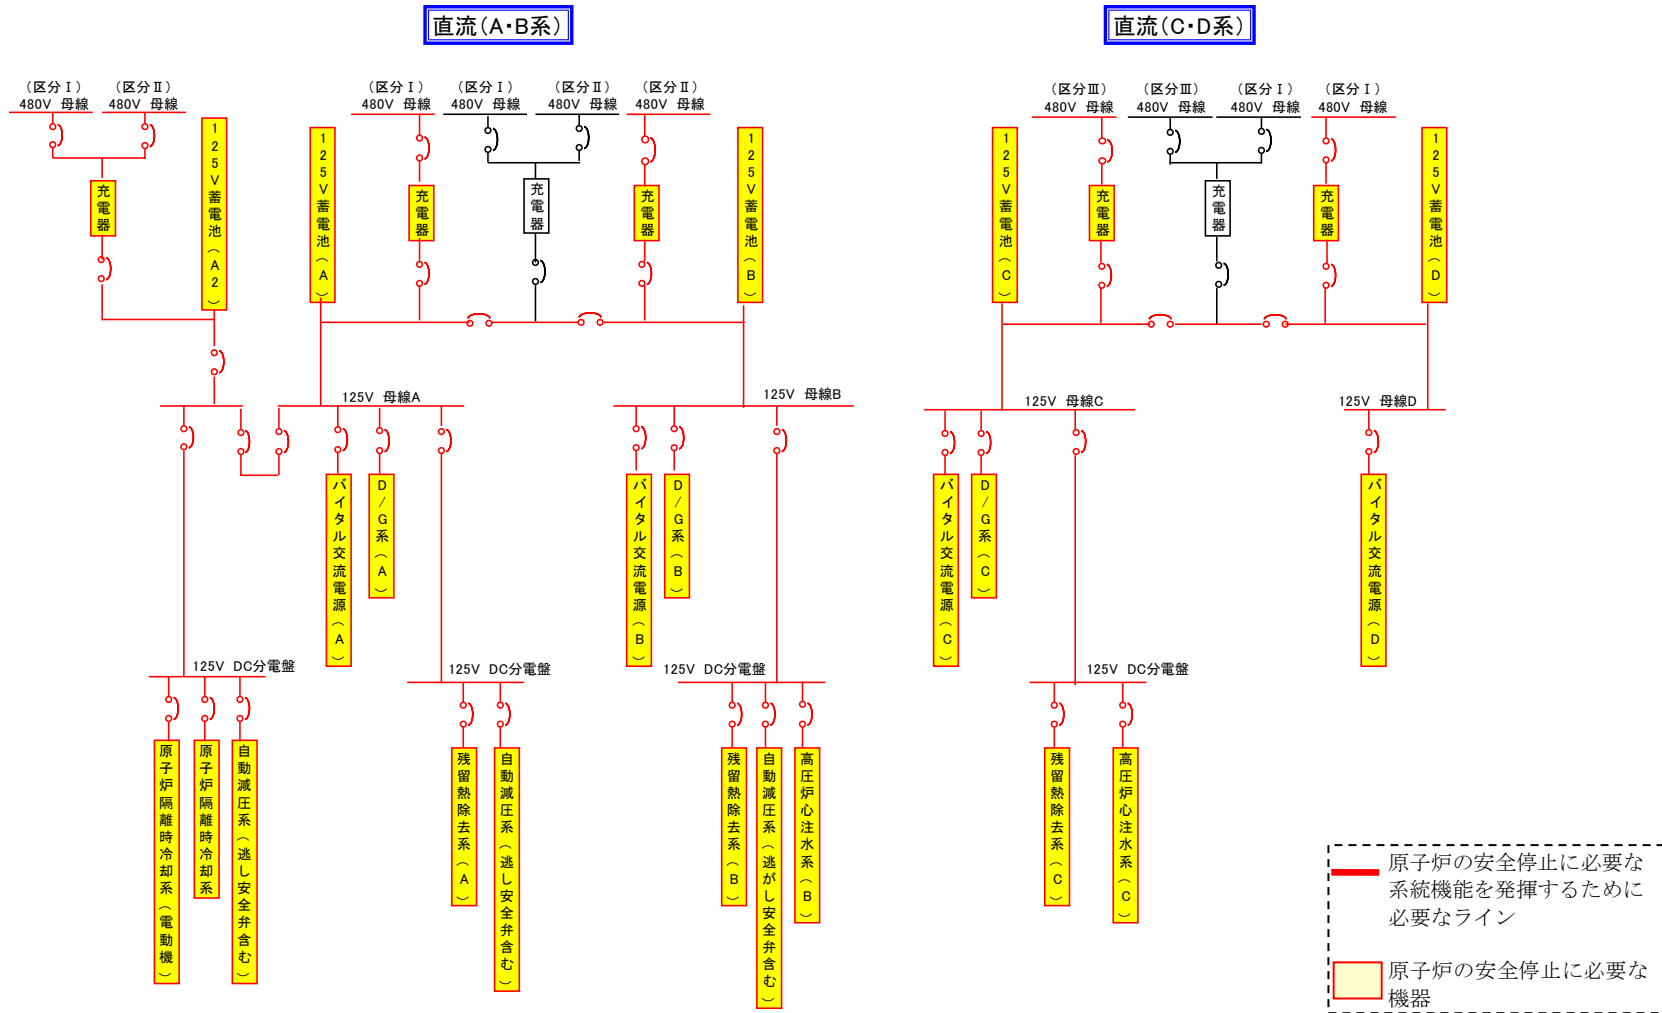 直流(A・B系)
直流(C・D系)
(区分Ⅰ)
480V 母線
(区分Ⅱ)
480V 母線
(区分Ⅰ)
480V 母線
(区分Ⅰ)
480V 母線
(区分Ⅱ)
480V 母線
(区分Ⅱ)
480V 母線
(区分Ⅲ)
480V 母線
(区分Ⅲ)
480V 母線
(区分Ⅰ)
480V 母線
(区分Ⅰ)
480V 母線
充電器
125V蓄電池(A2)
125V蓄電池(A)
充電器
充電器
充電器
125V蓄電池(B)
125V蓄電池(C)
充電器
充電器
充電器
125V蓄電池(D)
125V 母線A
125V 母線B
125V 母線C
125V 母線D
バイタル交流電源(A)
D/G系(A)
バイタル交流電源(B)
D/G系(B)
バイタル交流電源(C)
D/G系(C)
バイタル交流電源(D)
125V DC分電盤
125V DC分電盤
125V DC分電盤
125V DC分電盤
原子炉隔離時冷却系(電動機)
原子炉隔離時冷却系
自動減圧系(逃し安全弁含む)
残留熱除去系(A)
自動減圧系(逃し安全弁含む)
残留熱除去系(B)
自動減圧系(逃がし安全弁含む)
高圧炉心注水系(B)
残留熱除去系(C)
高圧炉心注水系(C)
原子炉の安全停止に必要な
系統機能を発揮するために
必要なライン
原子炉の安全停止に必要な
機器